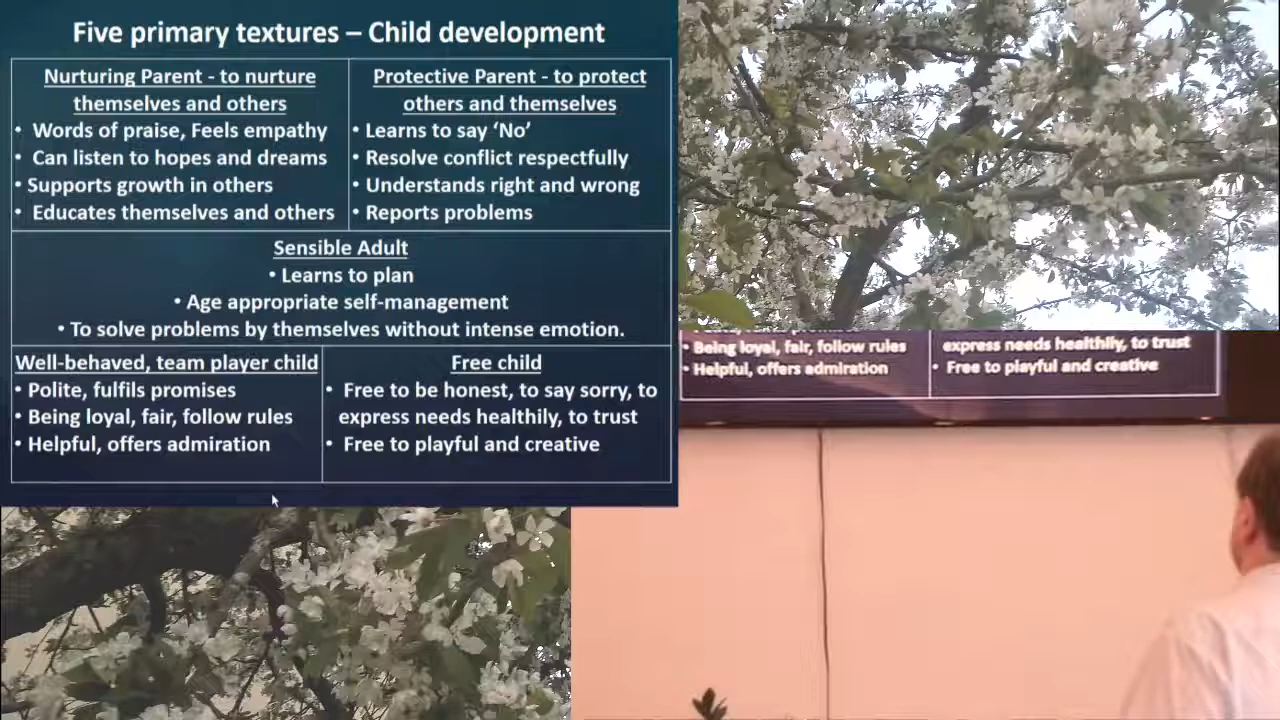 Five primary textures – Child development
Nurturing Parent - to nurture
themselves and others
• Words of praise, Feels empathy
• Can listen to hopes and dreams
• Supports growth in others
• Educates themselves and others
Protective Parent - to protect
others and themselves
• Learns to say ‘No’
• Resolve conflict respectfully
• Understands right and wrong
• Reports problems
Sensible Adult
• Learns to plan
• Age appropriate self-management
• To solve problems by themselves without intense emotion.
Well-behaved, team player child
• Polite, fulfils promises
• Being loyal, fair, follow rules
• Helpful, offers admiration
Free child
• Free to be honest, to say sorry, to
express needs healthily, to trust
• Free to playful and creative
• Being loyal, fair, follow rules
• Helpful, offers admiration
express needs healthily, to trust
• Free to playful and creative